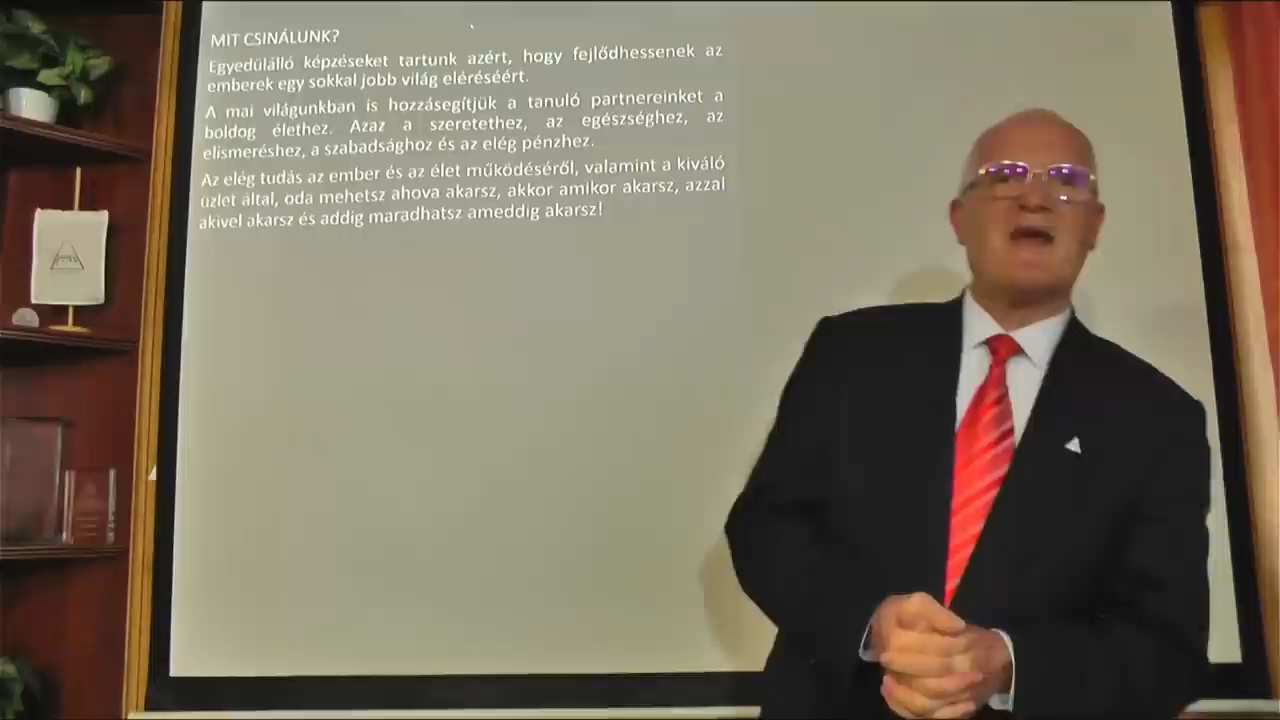 MIT CSINÁLUNK?
Egyedülálló képzéseket tartunk azért, hogy fejlődhessenek az
emberek egy sokkal jobb világ eléréséért.
A mai világunkban is hozzásegítjük a tanuló partnereinket a
boldog élethez. Azaz a szeretethez, az egészséghez, az
elismeréshez, a szabadsághoz és az elég pénzhez.
Az elég tudás az ember és az élet működéséről, valamint a kiváló
üzlet által, oda mehetsz ahova akarsz, akkor amikor akarsz, azzal
akivel akarsz és addig maradhatsz ameddig akarsz!